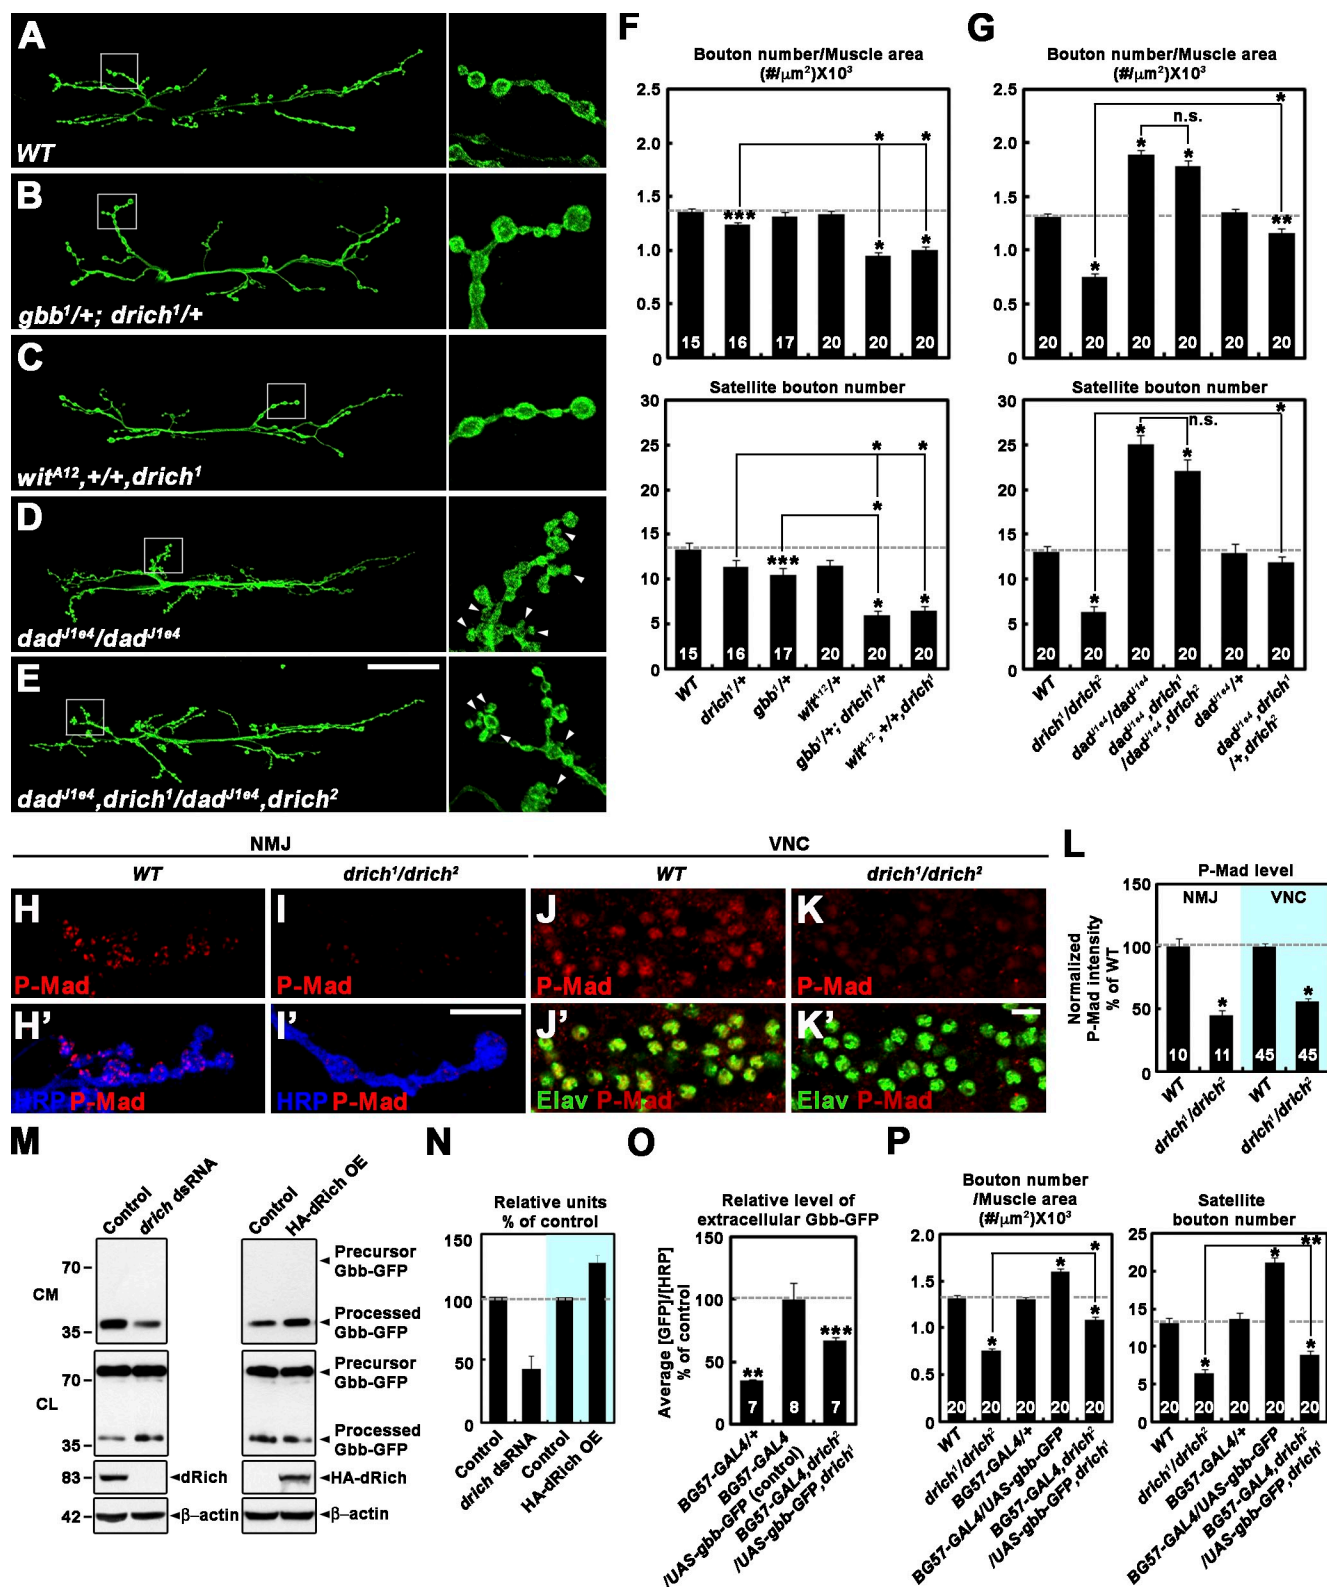 A
WT
B
gbb¹/+; drich¹/+
C
witᴬ¹²,+/+,drich¹
D
dadᴶ¹ᵉ⁴/dadᴶ¹ᵉ⁴
E
dadᴶ¹ᵉ⁴,drich¹/dadᴶ¹ᵉ⁴,drich²
F
Bouton number/Muscle area
(#/μm²)X10³
2.5
2.0
1.5
1.0
0.5
0
* *
***
* *
15 16 17 20 20 20
Satellite bouton number
30
25
20
15
10
5
0
* *
*
***
* *
15 16 17 20 20 20
WT
drich¹/+
gbb¹/+
witᴬ¹²/+
gbb¹/+; drich¹/+
witᴬ¹²,+/+,drich¹
G
Bouton number/Muscle area
(#/μm²)X10³
2.5
2.0
1.5
1.0
0.5
0
*
n.s.
* *
**
*
20 20 20 20 20 20
Satellite bouton number
30
25
20
15
10
5
0
*
n.s.
*
*
*
20 20 20 20 20 20
WT
drich¹/drich²
dadᴶ¹ᵉ⁴/dadᴶ¹ᵉ⁴
dadᴶ¹ᵉ⁴,drich¹
/dadᴶ¹ᵉ⁴,drich²
dadᴶ¹ᵉ⁴/+
dadᴶ¹ᵉ⁴,drich¹
/+,drich²
NMJ
VNC
WT
drich¹/drich²
WT
drich¹/drich²
H
P-Mad
I
P-Mad
J
P-Mad
K
P-Mad
H'
HRP P-Mad
I'
HRP P-Mad
J'
Elav P-Mad
K'
Elav P-Mad
L
P-Mad level
Normalized
P-Mad intensity
% of WT
150
100
50
0
NMJ VNC
* *
10 11 45 45
WT
drich¹/drich²
WT
drich¹/drich²
M
Control
drich dsRNA
Control
HA-dRich OE
CM
70
35
Precursor
Gbb-GFP
Processed
Gbb-GFP
CL
70
35
Precursor
Gbb-GFP
Processed
Gbb-GFP
83
dRich
HA-dRich
42
β-actin
β-actin
N
Relative units
% of control
150
100
50
0
Control
drich dsRNA
Control
HA-dRich OE
O
Relative level of
extracellular Gbb-GFP
Average [GFP]/[HRP]
% of control
150
100
50
0
**
***
7 8 7
BG57-GAL4/+
BG57-GAL4
/UAS-gbb-GFP (control)
BG57-GAL4,drich²
/UAS-gbb-GFP,drich¹
P
Bouton number
/Muscle area
(#/μm²)X10³
2.0
1.5
1.0
0.5
0
*
*
*
*
20 20 20 20 20
WT
drich¹/drich²
BG57-GAL4/+
BG57-GAL4/UAS-gbb-GFP
BG57-GAL4,drich²
/UAS-gbb-GFP,drich¹
Satellite
bouton number
25
20
15
10
5
0
**
*
*
*
20 20 20 20 20
WT
drich¹/drich²
BG57-GAL4/+
BG57-GAL4/UAS-gbb-GFP
BG57-GAL4,drich²
/UAS-gbb-GFP,drich¹